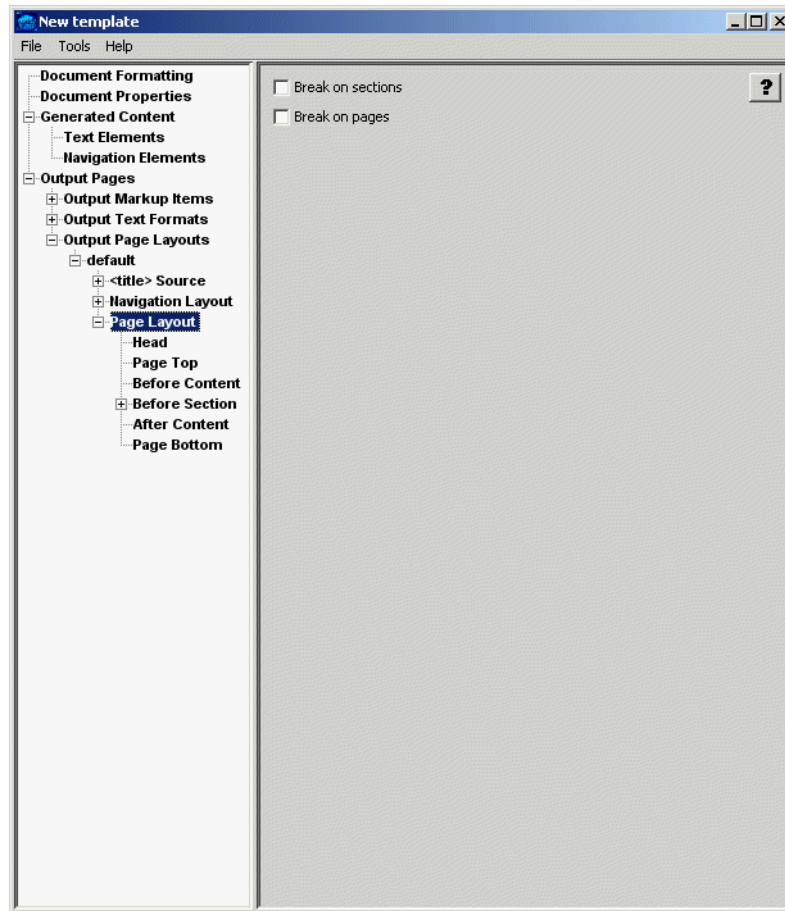 New template
File Tools Help
Document Formatting
Document Properties
Generated Content
Text Elements
Navigation Elements
Output Pages
Output Markup Items
Output Text Formats
Output Page Layouts
default
<title> Source
Navigation Layout
Page Layout
Head
Page Top
Before Content
Before Section
After Content
Page Bottom
Break on sections
Break on pages
?